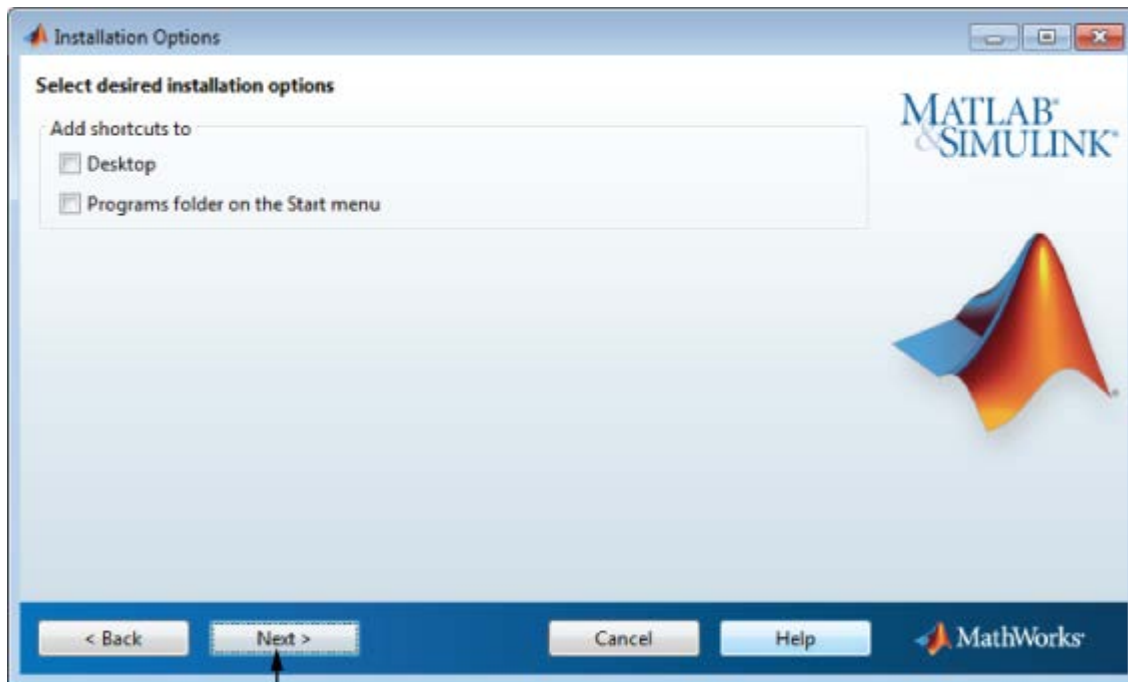 Installation Options
Select desired installation options
Add shortcuts to
Desktop
Programs folder on the Start menu
MATLAB®
&SIMULINK®
< Back
Next >
Cancel
Help
MathWorks®